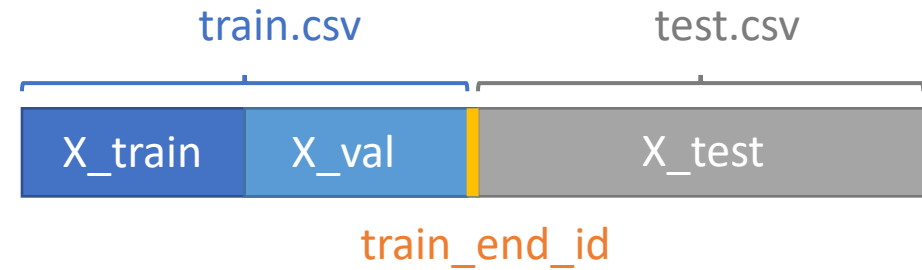 train.csv test.csv
X_train X_val X_test
train_end_id